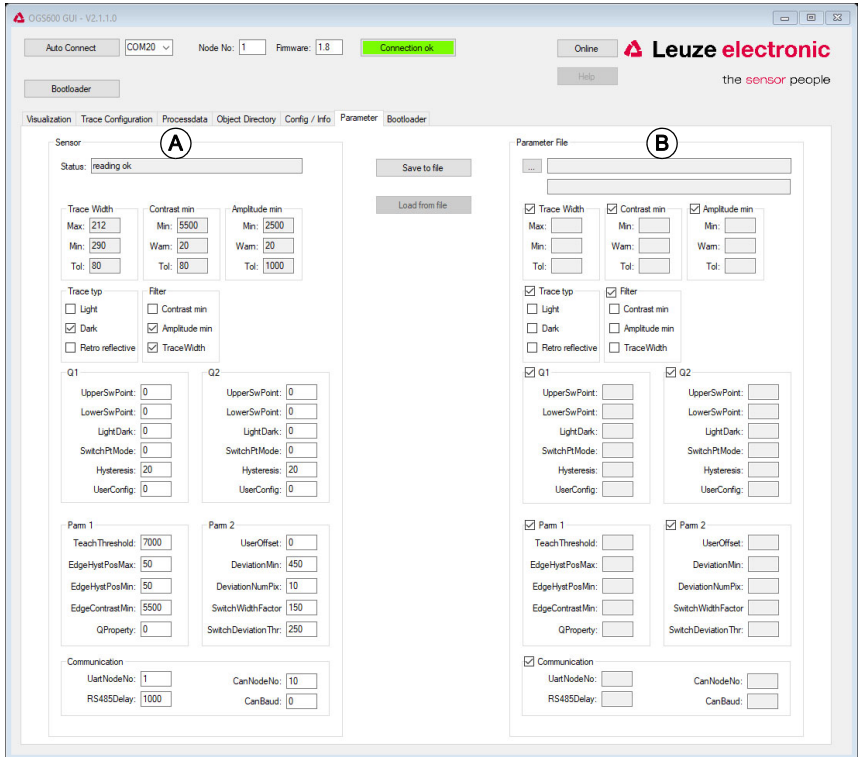 OGS600 GUI - V2.1.1.0
Auto Connect COM20 Node No: 1 Firmware: 1.8 Connection ok Online Leuze electronic
Help the sensor people
Bootloader
Visualization Trace Configuration Processdata Object Directory Config / Info Parameter Bootloader
Sensor A Parameter File B
Status: reading ok Save to file ...
Load from file
Trace Width Contrast min Amplitude min Trace Width Contrast min Amplitude min
Max: 212 Min: 5500 Min: 2500 Max: Min: Min:
Min: 290 Warn: 20 Warn: 20 Min: Warn: Warn:
Tol: 80 Tol: 80 Tol: 1000 Tol: Tol: Tol:
Trace typ Filter Trace typ Filter
Light Contrast min Light Contrast min
Dark Amplitude min Dark Amplitude min
Retro reflective TraceWidth Retro reflective TraceWidth
Q1 Q2 Q1 Q2
UpperSwPoint: 0 UpperSwPoint: 0 UpperSwPoint: UpperSwPoint:
LowerSwPoint: 0 LowerSwPoint: 0 LowerSwPoint: LowerSwPoint:
LightDark: 0 LightDark: 0 LightDark: LightDark:
SwitchPtMode: 0 SwitchPtMode: 0 SwitchPtMode: SwitchPtMode:
Hysteresis: 20 Hysteresis: 20 Hysteresis: Hysteresis:
UserConfig: 0 UserConfig: 0 UserConfig: UserConfig:
Parm 1 Parm 2 Parm 1 Parm 2
TeachThreshold: 7000 UserOffset: 0 TeachThreshold: UserOffset:
EdgeHystPosMax: 50 DeviationMin: 450 EdgeHystPosMax: DeviationMin:
EdgeHystPosMin: 50 DeviationNumPix: 10 EdgeHystPosMin: DeviationNumPix:
EdgeContrastMin: 5500 SwitchWidthFactor 150 EdgeContrastMin: SwitchWidthFactor
QProperty: 0 SwitchDeviationThr: 250 QProperty: SwitchDeviationThr:
Communication Communication
UartNodeNo: 1 CanNodeNo: 10 UartNodeNo: CanNodeNo:
RS485Delay: 1000 CanBaud: 0 RS485Delay: CanBaud: